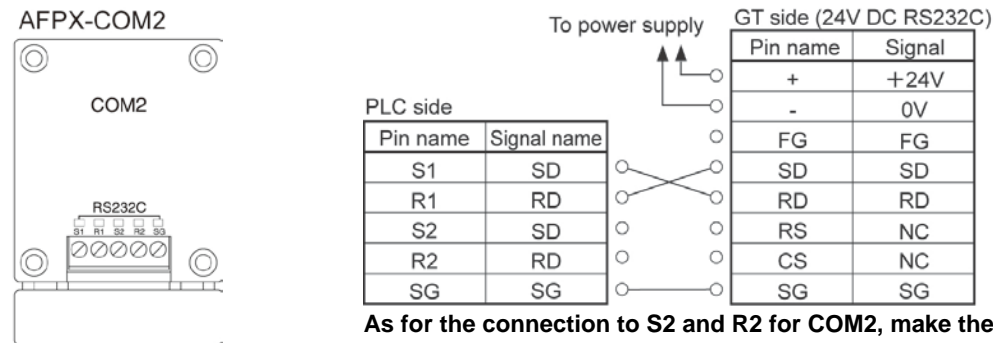 AFPX-COM2
COM2
RS232C
S1 R1 S2 R2 SG
To power supply
GT side (24V DC RS232C)
Pin name Signal
+ +24V
- 0V
FG FG
SD SD
RD RD
RS NC
CS NC
SG SG
PLC side
Pin name Signal name
S1 SD
R1 RD
S2 SD
R2 RD
SG SG
As for the connection to S2 and R2 for COM2, make the